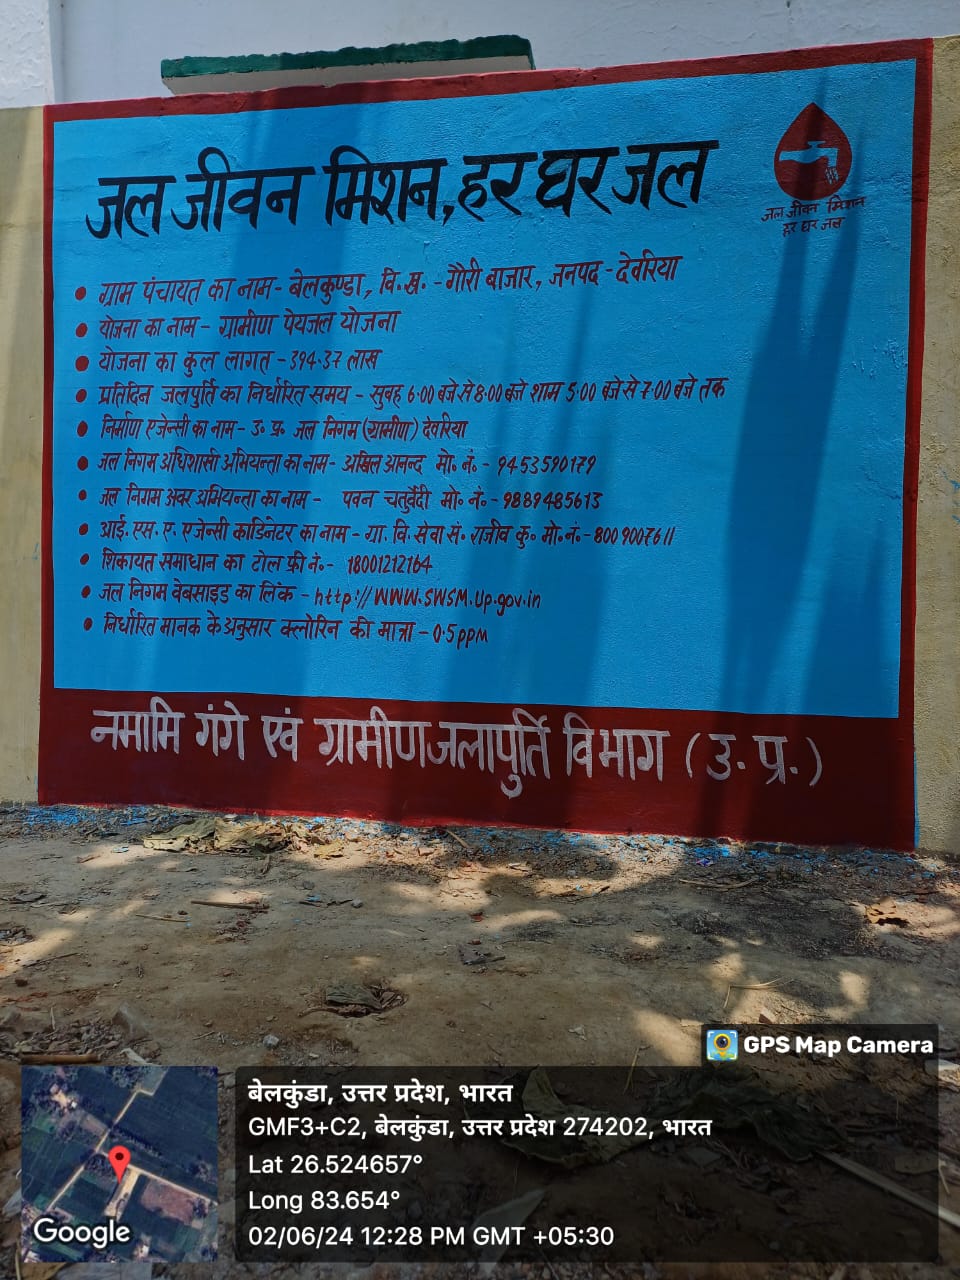 जल जीवन मिशन, हर घर जल
जल जीवन मिशन
हर घर जल
• ग्राम पंचायत का नाम- बेलकुण्डा, वि.ख. - गौरी बाजार, जनपद - देवरिया
• योजना का नाम - ग्रामीण पेयजल योजना
• योजना का कुल लागत - 394.37 लाख
• प्रतिदिन जलपुर्ति का निर्धारित समय - सुबह 6.00 बजे से 8.00 बजे शाम 5.00 बजे से 7.00 बजे तक
• निर्माण एजेन्सी का नाम - उ. प्र. जल निगम (ग्रामीण) देवरिया
• जल निगम अधिशासी अभियन्ता का नाम- अखिल आनन्द मो. नं. - 9453590179
• जल निगम अवर अभियन्ता का नाम - पवन चतुर्वेदी मो. नं. - 9889485613
• आई. एस. ए. एजेन्सी कार्डिनेटर का नाम - ग्रा. वि. सेवा सं. राजीव कु. मो. नं. - 8009007611
• शिकायत समाधान का टोल फ्री नं. - 18001212164
• जल निगम वेबसाइड का लिंक - http://WWW.SWSM.Up.gov.in
• निर्धारित मानक के अनुसार क्लोरिन की मात्रा - 0.5 ppm
नमामि गंगे एवं ग्रामीण जलापुर्ति विभाग (उ. प्र.)
GPS Map Camera
बेलकुंडा, उत्तर प्रदेश, भारत
GMF3+C2, बेलकुंडा, उत्तर प्रदेश 274202, भारत
Lat 26.524657°
Long 83.654°
02/06/24 12:28 PM GMT +05:30
Google